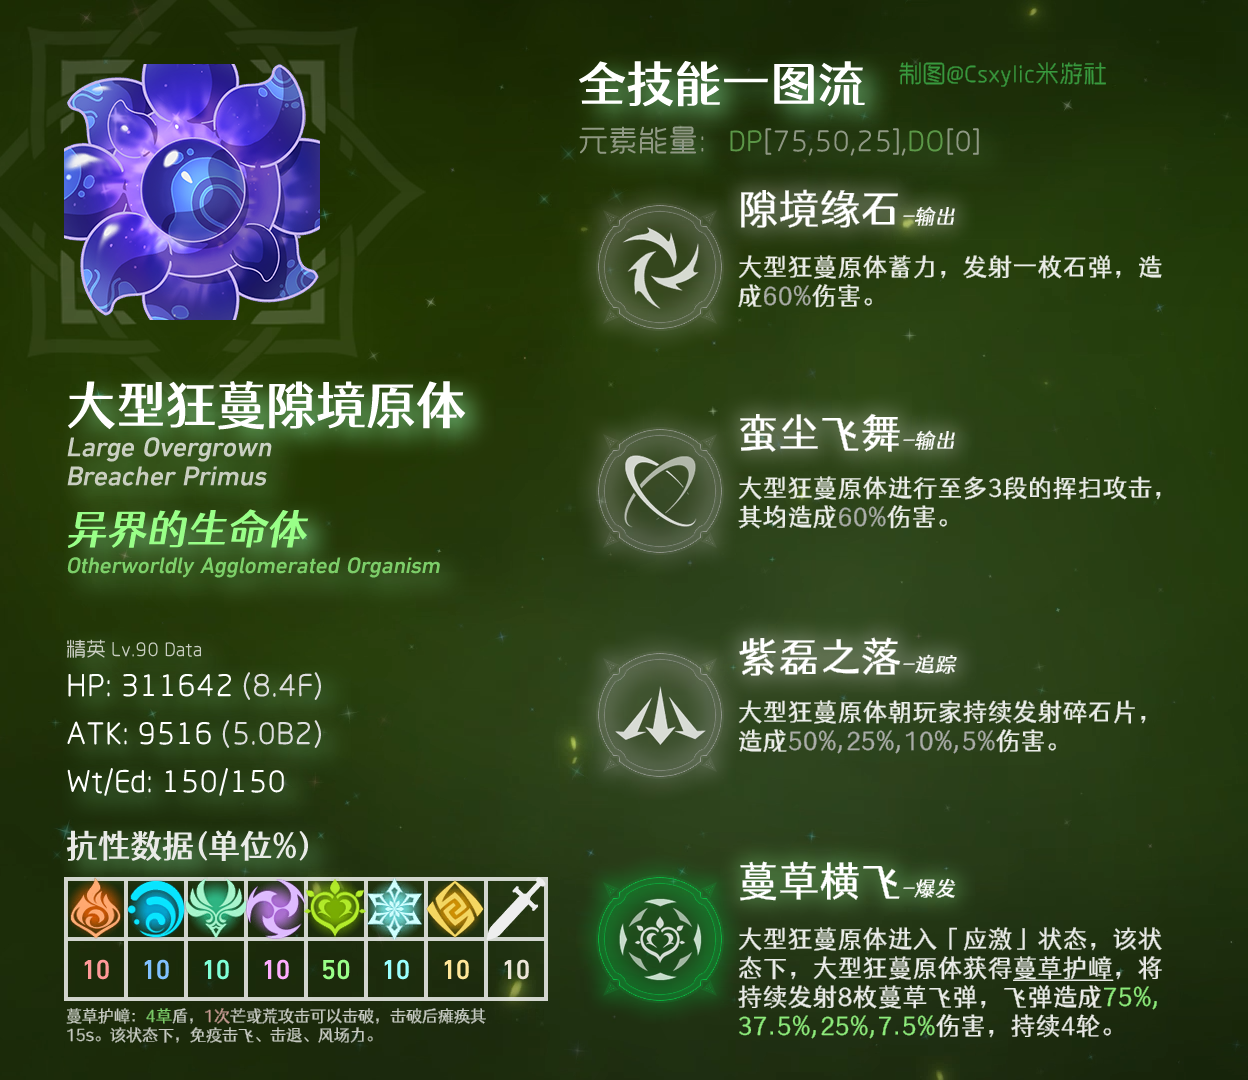 全技能一图流
制图@Csxylic米游社
元素能量：DP[75,50,25],DO[0]
大型狂蔓隙境原体
Large Overgrown
Breacher Primus
异界的生命体
Otherworldly Agglomerated Organism
精英 Lv.90 Data
HP: 311642 (8.4F)
ATK: 9516 (5.0B2)
Wt/Ed: 150/150
抗性数据(单位%)
10 10 10 10 50 10 10 10
蔓草护嶂：4草盾，1次芒或荒攻击可以击破，击破后瘫痪其
15s。该状态下，免疫击飞、击退、风场力。
隙境缘石-输出
大型狂蔓原体蓄力，发射一枚石弹，造
成60%伤害。
蛮尘飞舞-输出
大型狂蔓原体进行至多3段的挥扫攻击，
其均造成60%伤害。
紫磊之落-追踪
大型狂蔓原体朝玩家持续发射碎石片，
造成50%,25%,10%,5%伤害。
蔓草横飞-爆发
大型狂蔓原体进入「应激」状态，该状
态下，大型狂蔓原体获得蔓草护嶂，将
持续发射8枚蔓草飞弹，飞弹造成75%,
37.5%,25%,7.5%伤害，持续4轮。